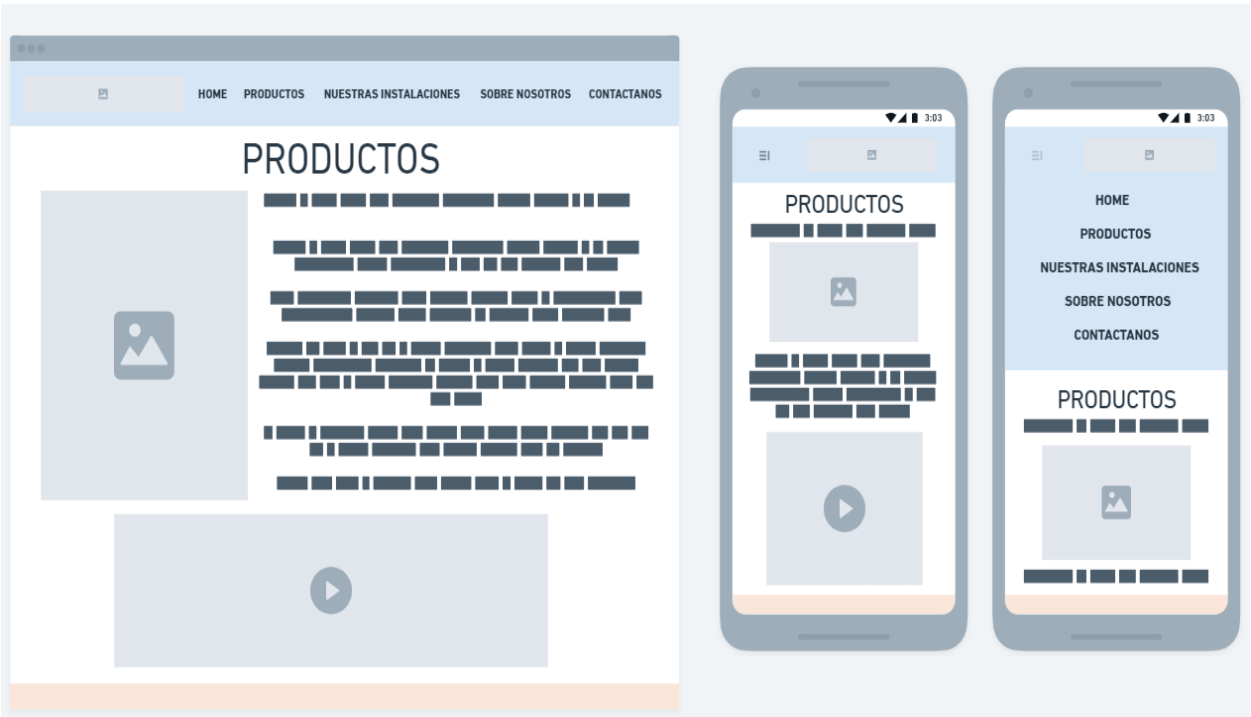 HOME PRODUCTOS NUESTRAS INSTALACIONES SOBRE NOSOTROS CONTACTANOS
PRODUCTOS
3:03
PRODUCTOS
3:03
HOME
PRODUCTOS
NUESTRAS INSTALACIONES
SOBRE NOSOTROS
CONTACTANOS
PRODUCTOS